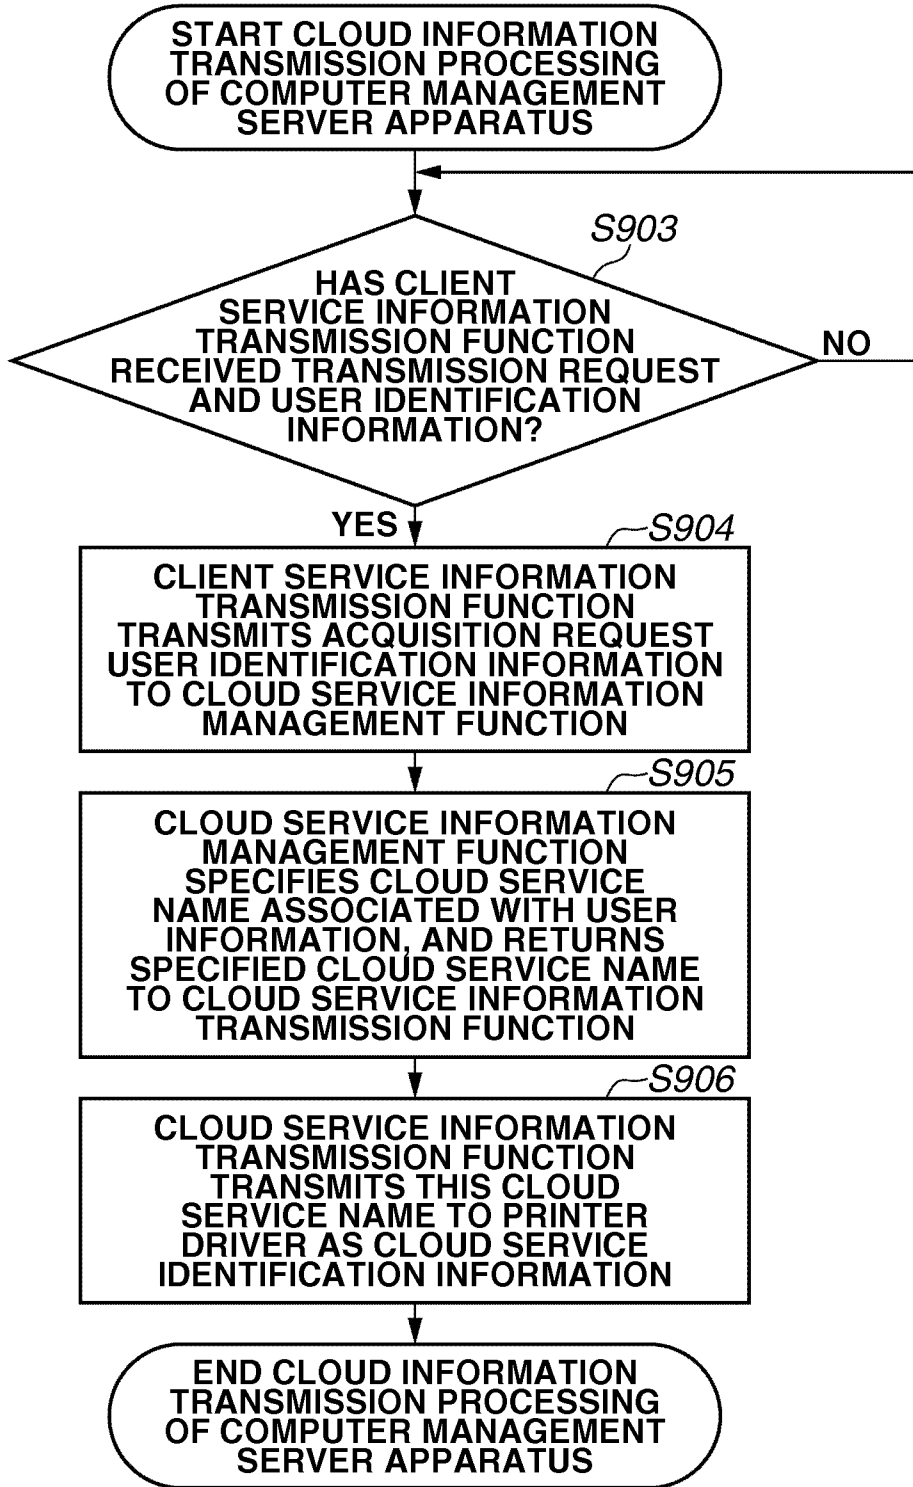 START CLOUD INFORMATION
TRANSMISSION PROCESSING
OF COMPUTER MANAGEMENT
SERVER APPARATUS
S903
HAS CLIENT
SERVICE INFORMATION
TRANSMISSION FUNCTION
RECEIVED TRANSMISSION REQUEST
AND USER IDENTIFICATION
INFORMATION?
NO
YES
S904
CLIENT SERVICE INFORMATION
TRANSMISSION FUNCTION
TRANSMITS ACQUISITION REQUEST
USER IDENTIFICATION INFORMATION
TO CLOUD SERVICE INFORMATION
MANAGEMENT FUNCTION
S905
CLOUD SERVICE INFORMATION
MANAGEMENT FUNCTION
SPECIFIES CLOUD SERVICE
NAME ASSOCIATED WITH USER
INFORMATION, AND RETURNS
SPECIFIED CLOUD SERVICE NAME
TO CLOUD SERVICE INFORMATION
TRANSMISSION FUNCTION
S906
CLOUD SERVICE INFORMATION
TRANSMISSION FUNCTION
TRANSMITS THIS CLOUD
SERVICE NAME TO PRINTER
DRIVER AS CLOUD SERVICE
IDENTIFICATION INFORMATION
END CLOUD INFORMATION
TRANSMISSION PROCESSING
OF COMPUTER MANAGEMENT
SERVER APPARATUS